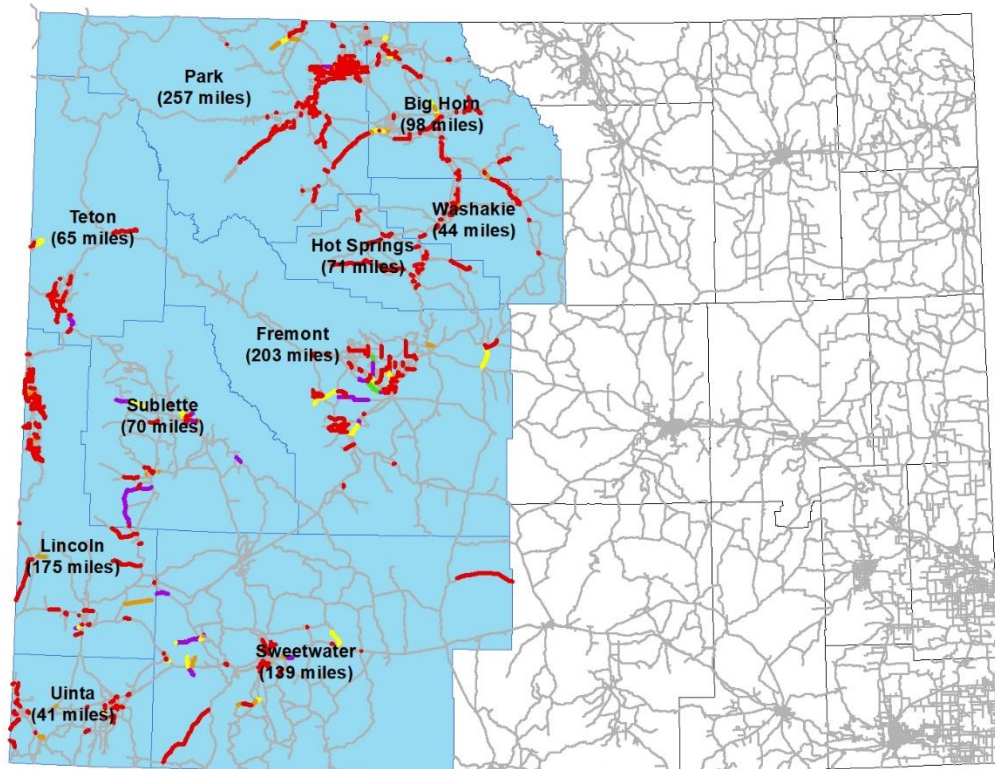 Park
(257 miles)
Big Horn
(98 miles)
Teton
(65 miles)
Washakie
(44 miles)
Hot Springs
(71 miles)
Fremont
(203 miles)
Sublette
(70 miles)
Lincoln
(175 miles)
Sweetwater
(139 miles)
Uinta
(41 miles)